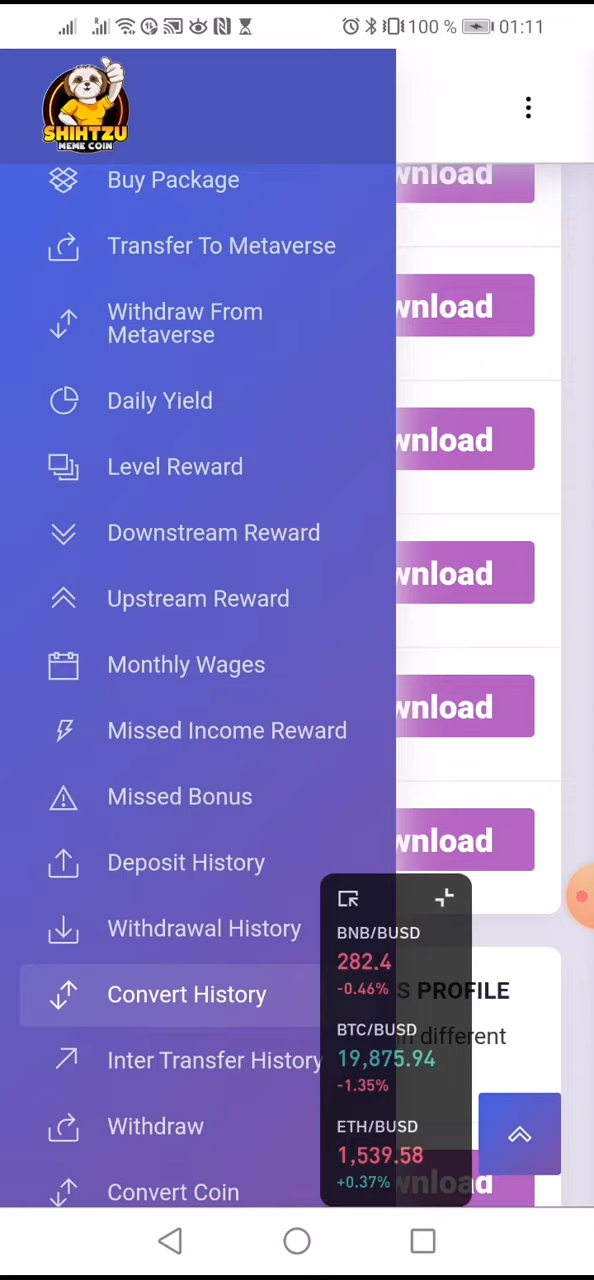 100 %
01:11
SHIHTZU
MEME COIN
Buy Package
wnload
Transfer To Metaverse
Withdraw From
Metaverse
wnload
Daily Yield
wnload
Level Reward
Downstream Reward
wnload
Upstream Reward
Monthly Wages
wnload
Missed Income Reward
Missed Bonus
wnload
Deposit History
Withdrawal History
BNB/BUSD
282.4
-0.46%
Convert History
S PROFILE
BTC/BUSD
in different
19,875.94
Inter Transfer History
-1.35%
Withdraw
ETH/BUSD
1,539.58
+0.37%
wnload
Convert Coin